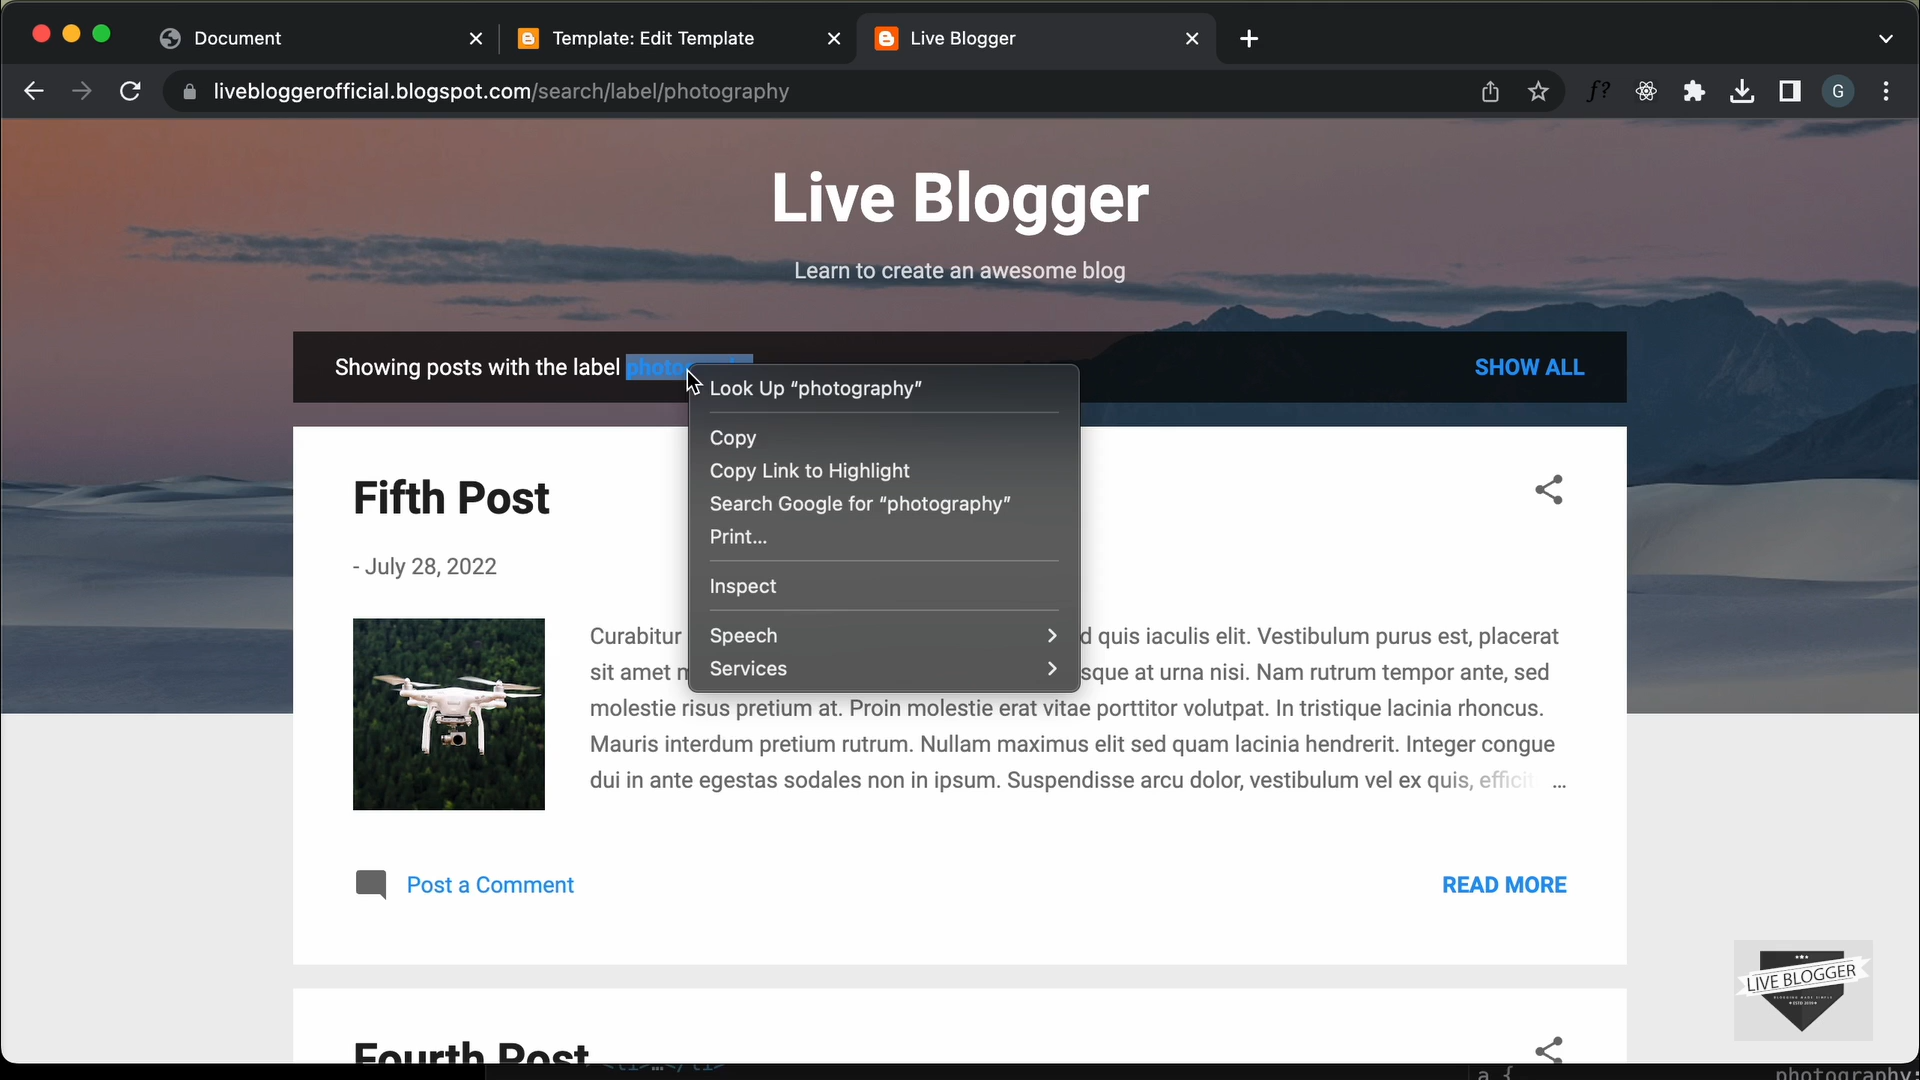 Document
Template: Edit Template
Live Blogger
livebloggerofficial.blogspot.com/search/label/photography
f?
G
Live Blogger
Learn to create an awesome blog
Showing posts with the label
SHOW ALL
Look Up “photography”
Copy
Copy Link to Highlight
Search Google for “photography”
Print...
Inspect
Speech
Services
Fifth Post
- July 28, 2022
Curabitur d quis iaculis elit. Vestibulum purus est, placerat
sit amet sque at urna nisi. Nam rutrum tempor ante, sed
molestie risus pretium at. Proin molestie erat vitae porttitor volutpat. In tristique lacinia rhoncus.
Mauris interdum pretium rutrum. Nullam maximus elit sed quam lacinia hendrerit. Integer congue
dui in ante egestas sodales non in ipsum. Suspendisse arcu dolor, vestibulum vel ex quis, ...
Post a Comment
READ MORE
LIVE BLOGGER
Fourth Post
a {
photography: